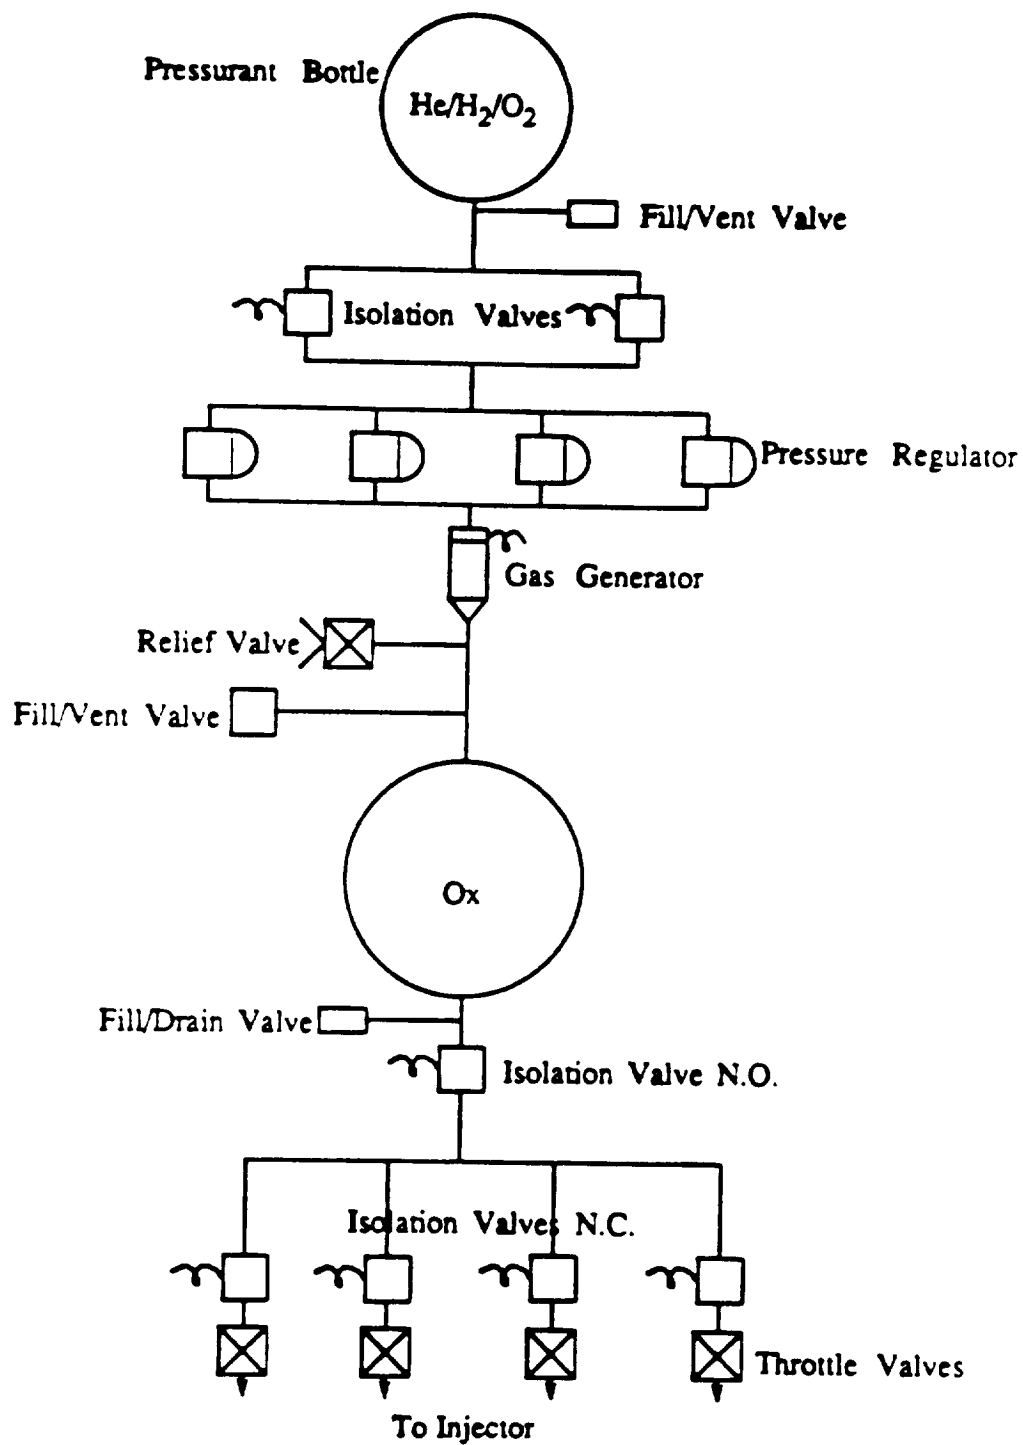 Pressurant Bottle
He/H₂/O₂
Fill/Vent Valve
Isolation Valves
Pressure Regulator
Gas Generator
Relief Valve
Fill/Vent Valve
Ox
Fill/Drain Valve
Isolation Valve N.O.
Isolation Valves N.C.
Throttle Valves
To Injector